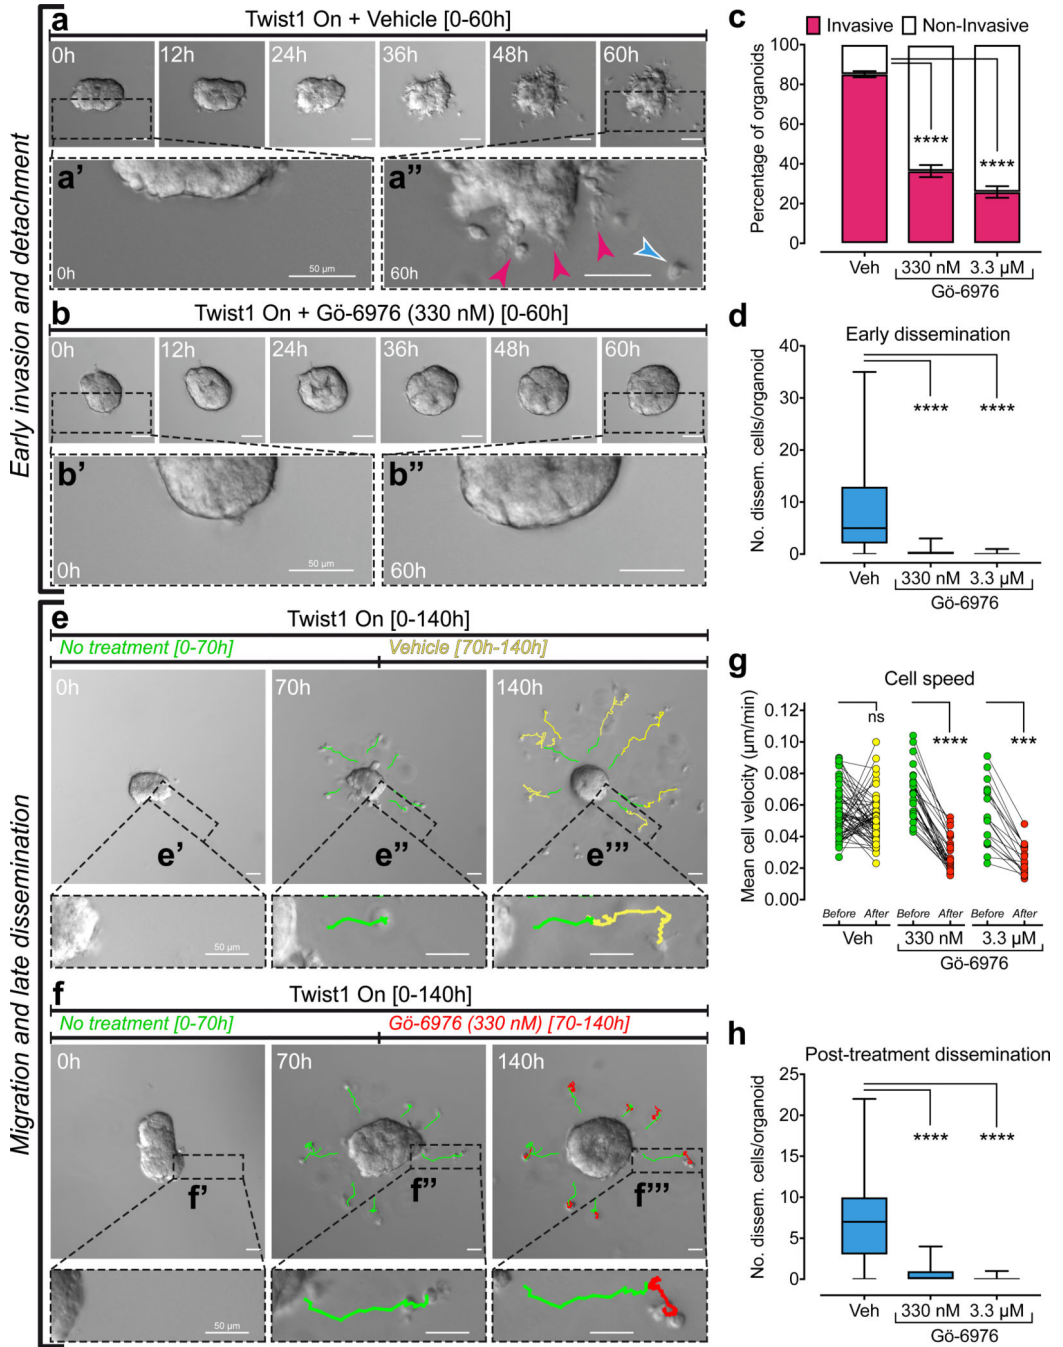 Early invasion and detachment
a
Twist1 On + Vehicle [0-60h]
0h
12h
24h
36h
48h
60h
a'
0h
50 µm
a''
60h
b
Twist1 On + Gö-6976 (330 nM) [0-60h]
0h
12h
24h
36h
48h
60h
b'
0h
50 µm
b''
60h
c
Invasive
Non-Invasive
Percentage of organoids
100
80
60
40
20
0
****
****
Veh
330 nM
3.3 µM
Gö-6976
d
Early dissemination
No. dissem. cells/organoid
40
30
20
10
0
****
****
Veh
330 nM
3.3 µM
Gö-6976
Migration and late dissemination
e
Twist1 On [0-140h]
No treatment [0-70h]
Vehicle [70h-140h]
0h
70h
140h
e'
e''
e'''
50 µm
f
Twist1 On [0-140h]
No treatment [0-70h]
Gö-6976 (330 nM) [70-140h]
0h
70h
140h
f'
f''
f'''
50 µm
g
Cell speed
Mean cell velocity (µm/min)
0.12
0.10
0.08
0.06
0.04
0.02
0.00
ns
****
***
Before
After
Before
After
Before
After
Veh
330 nM
3.3 µM
Gö-6976
h
Post-treatment dissemination
No. dissem. cells/organoid
25
20
15
10
5
0
****
****
Veh
330 nM
3.3 µM
Gö-6976